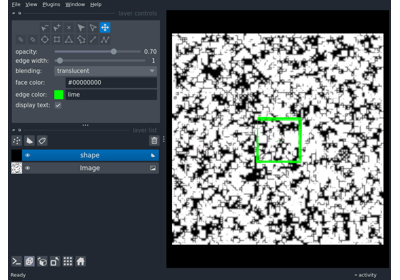 File View Plugins Window Help
layer controls
opacity: 0.70
edge width: 1
blending: translucent
face color: #00000000
edge color: lime
display text:
layer list
shape
Image
Ready
activity